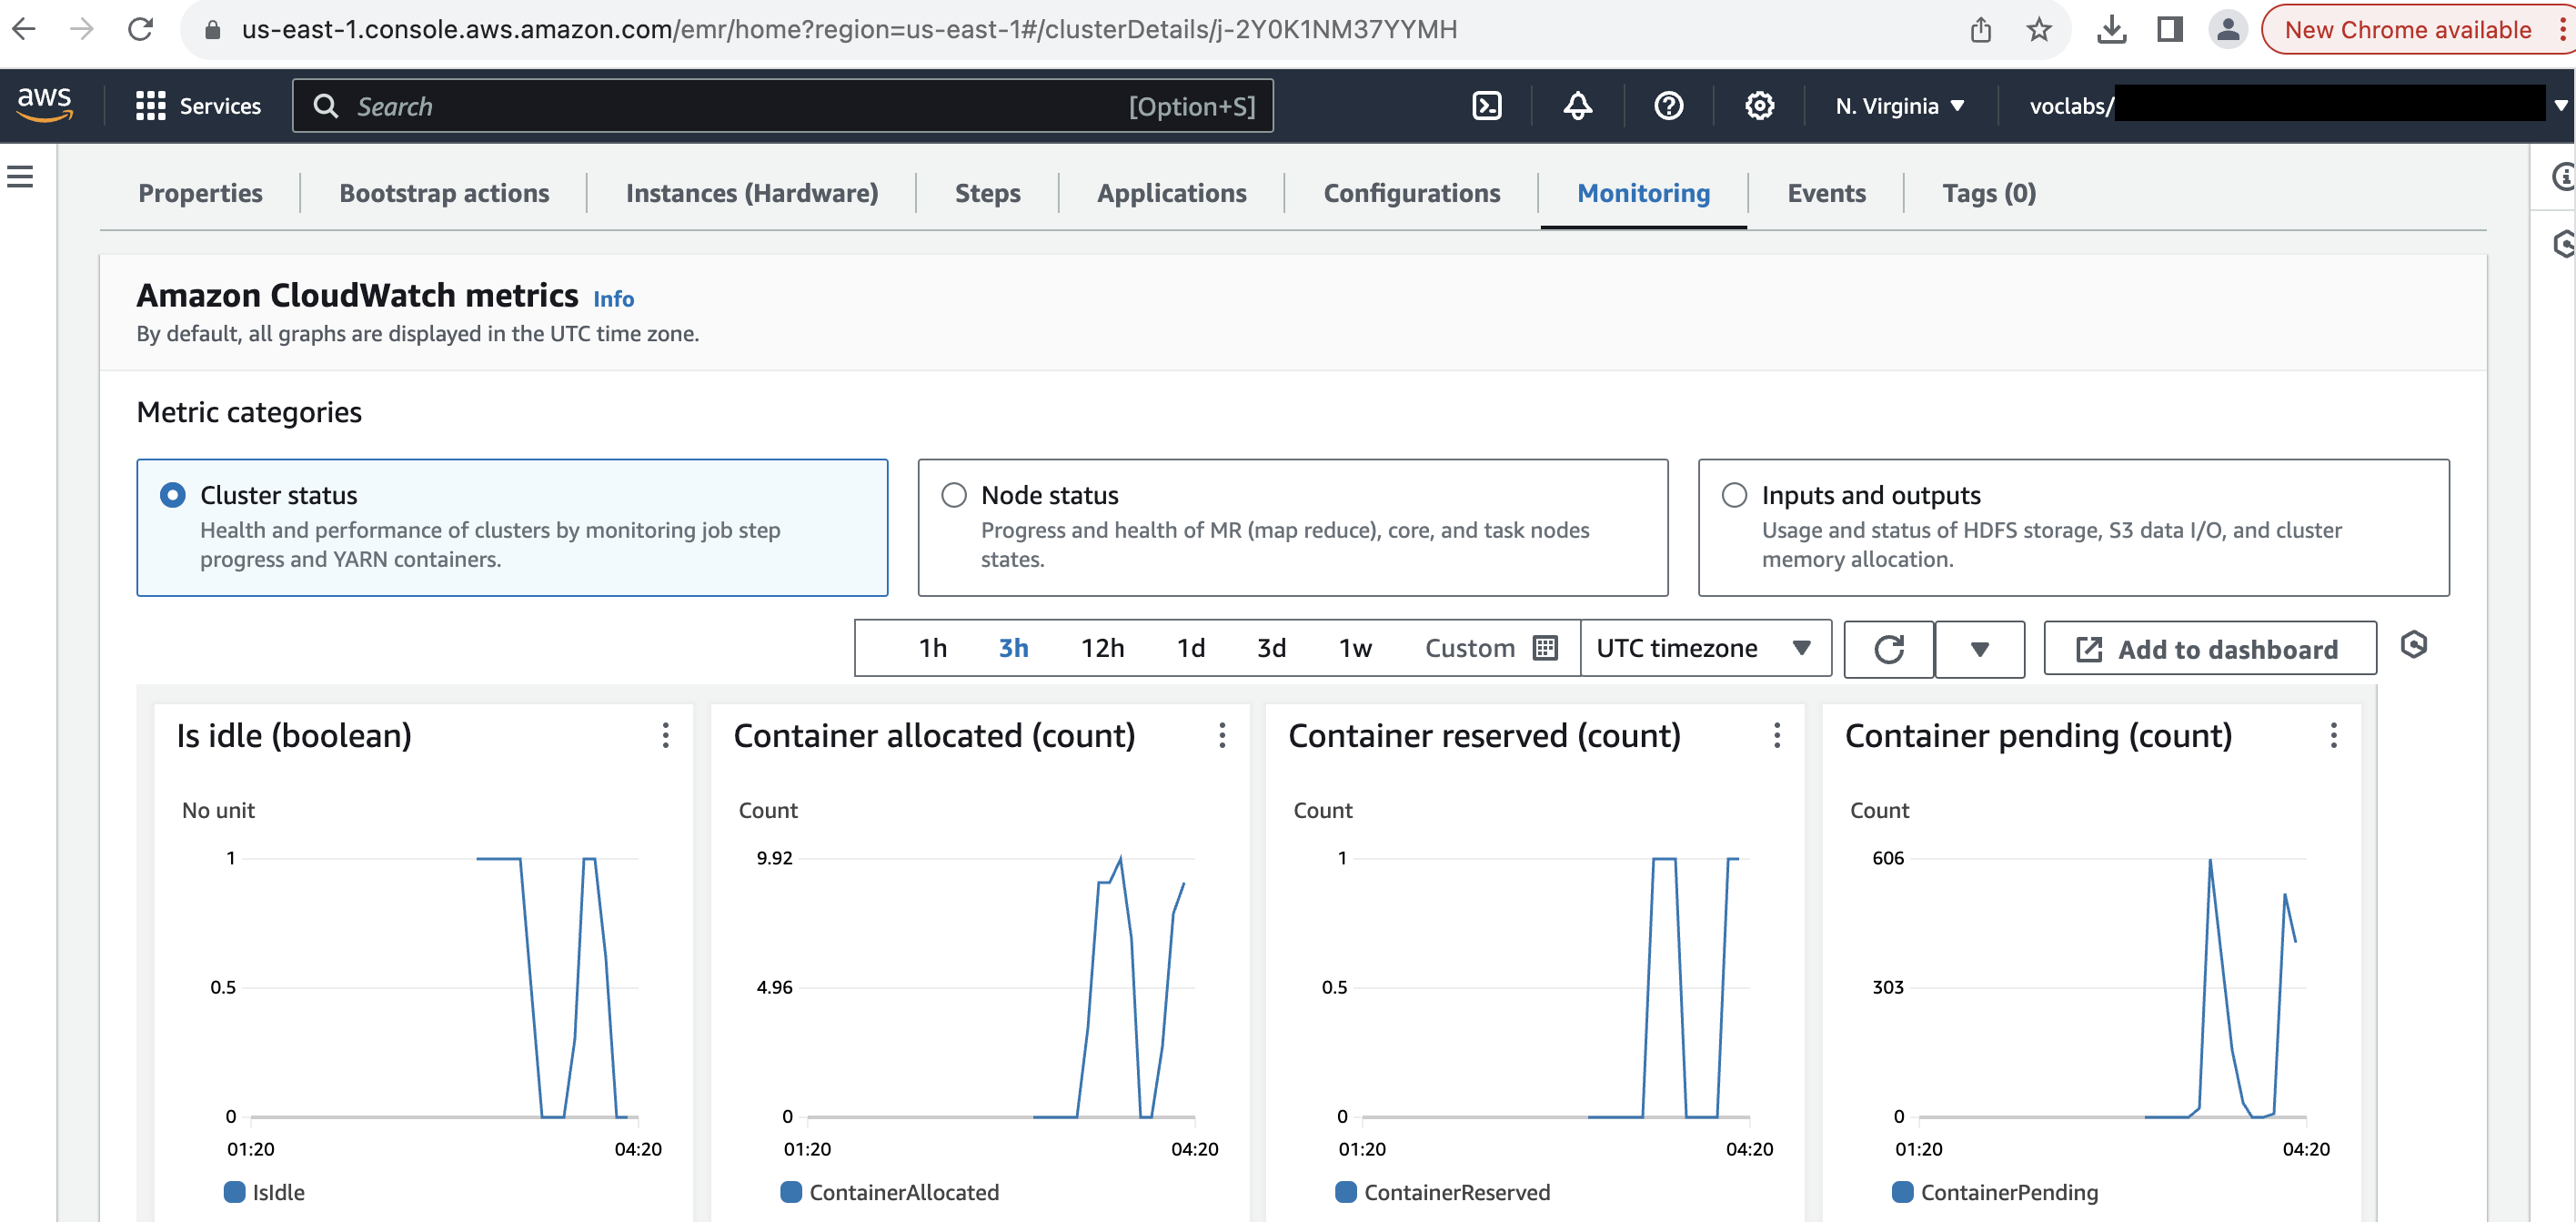 us-east-1.console.aws.amazon.com/emr/home?region=us-east-1#/clusterDetails/j-2Y0K1NM37YYMH
New Chrome available
aws
Services
Search
[Option+S]
N. Virginia
voclabs/
Properties
Bootstrap actions
Instances (Hardware)
Steps
Applications
Configurations
Monitoring
Events
Tags (0)
Amazon CloudWatch metrics Info
By default, all graphs are displayed in the UTC time zone.
Metric categories
Cluster status
Health and performance of clusters by monitoring job step
progress and YARN containers.
Node status
Progress and health of MR (map reduce), core, and task nodes
states.
Inputs and outputs
Usage and status of HDFS storage, S3 data I/O, and cluster
memory allocation.
1h
3h
12h
1d
3d
1w
Custom
UTC timezone
Add to dashboard
Is idle (boolean)
No unit
1
0.5
0
01:20
04:20
IsIdle
Container allocated (count)
Count
9.92
4.96
0
01:20
04:20
ContainerAllocated
Container reserved (count)
Count
1
0.5
0
01:20
04:20
ContainerReserved
Container pending (count)
Count
606
303
0
01:20
04:20
ContainerPending